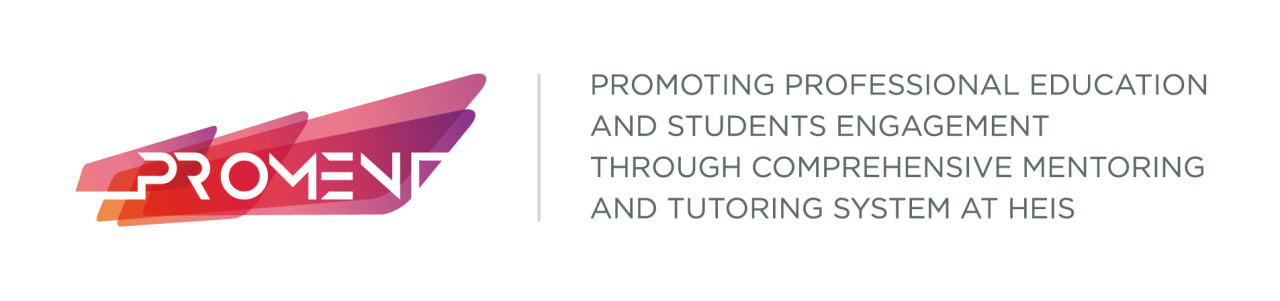 PROMENT
PROMOTING PROFESSIONAL EDUCATION
AND STUDENTS ENGAGEMENT
THROUGH COMPREHENSIVE MENTORING
AND TUTORING SYSTEM AT HEIS